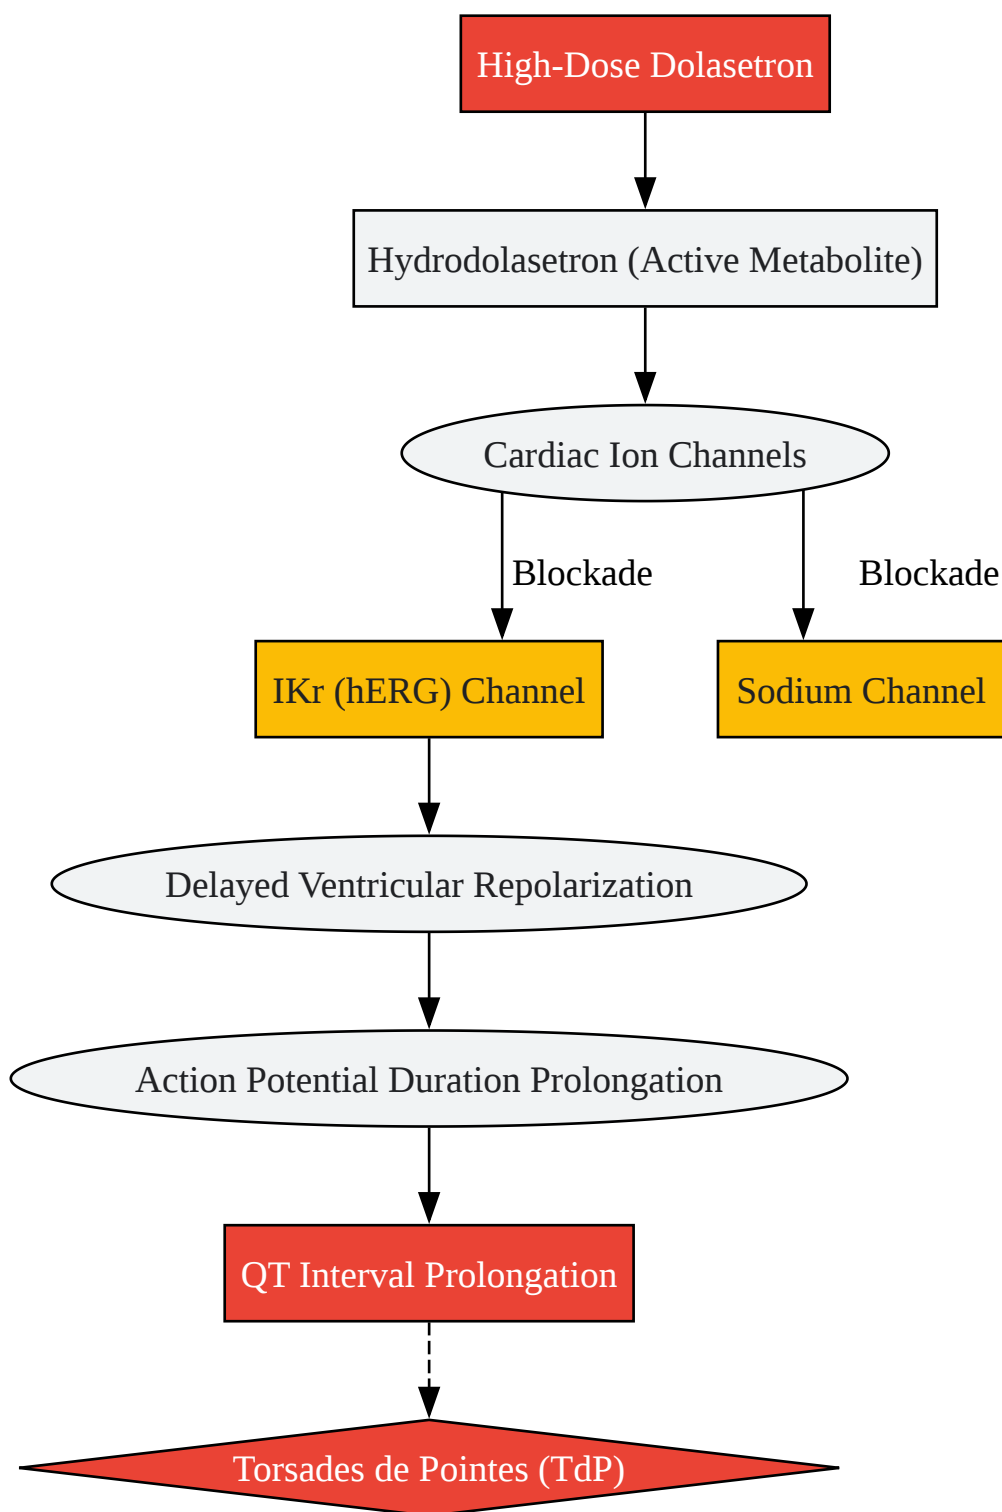 High-Dose Dolasetron
Hydrodolasetron (Active Metabolite)
Cardiac Ion Channels
Blockade
Blockade
IKr (hERG) Channel
Sodium Channel
Delayed Ventricular Repolarization
Action Potential Duration Prolongation
QT Interval Prolongation
Torsades de Pointes (TdP)